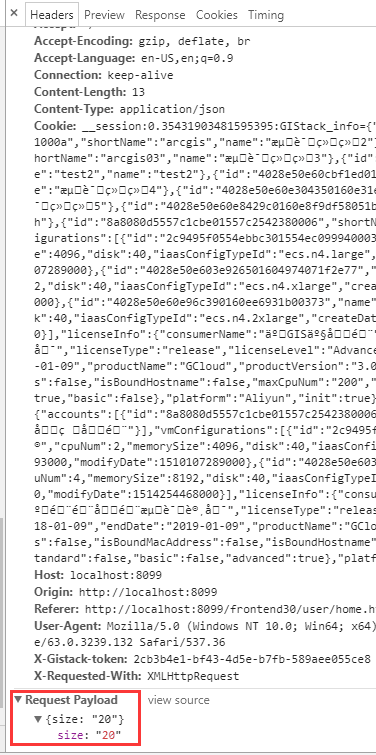 × Headers Preview Response Cookies Timing
Accept-Encoding: gzip, deflate, br
Accept-Language: en-US,en;q=0.9
Connection: keep-alive
Content-Length: 13
Content-Type: application/json
Cookie: __session:0.35431903481595395:GIStack_info={"
1000a","shortName":"arcgis","name":"æµè¯ç»ç»2"}
hortName":"arcgis03","name":"æµè¯ç»ç»3"},{"id
e":"test2","name":"test2"},{"id":"4028e50e60cbf1ed01
e":"æµè¯ç»ç»4"},{"id":"4028e50e60e304350160e31e
ç»ç»5"},{"id":"4028e50e60e8429c0160e8f9df58051b
h"},{"id":"8a8080d5557c1cbe01557c2542380006","shortN
igurations":[{"id":"2c9495f0554ebbc301554ec099940003
e":4096,"disk":40,"iaasConfigTypeId":"ecs.n4.large",
07289000},{"id":"4028e50e603e926501604974071f2e77","
2,"disk":40,"iaasConfigTypeId":"ecs.n4.xlarge","crea
000},{"id":"4028e50e60e96c390160ee6931b00373","name"
k":40,"iaasConfigTypeId":"ecs.n4.2xlarge","createDat
0}],"licenseInfo":{"consumerName":
"licenseType":"release","licenseLevel":"Advance
-01-09","productName":"GCloud","productVersion":"3.0
s":false,"isBoundHostname":false,"maxCpuNum":"200","
true,"basic":false},"platform":"Aliyun","init":true}
{"accounts":[{"id":"8a8080d5557c1cbe01557c2542380006
"}],"vmConfigurations":[{"id":"2c9495f
®","cpuNum":2,"memorySize":4096,"disk":40,"iaasConfi
93000,"modifyDate":1510107289000},{"id":"4028e50e603
uNum":4,"memorySize":8192,"disk":40,"iaasConfigTypeI
0,"modifyDate":1514254468000}],"licenseInfo":{"consu
"licenseType":"releas
18-01-09","endDate":"2019-01-09","productName":"GClo
s":false,"isBoundMacAddress":false,"isBoundHostname"
tandard":false,"basic":false,"advanced":true},"platf
Host: localhost:8099
Origin: http://localhost:8099
Referer: http://localhost:8099/frontend30/user/home.ht
User-Agent: Mozilla/5.0 (Windows NT 10.0; Win64; x64)
e/63.0.3239.132 Safari/537.36
X-Gistack-token: 2cb3b4e1-bf43-4d5e-b7fb-589aee055ce8
X-Requested-With: XMLHttpRequest
▼ Request Payload view source
▼ {size: "20"}
size: "20"